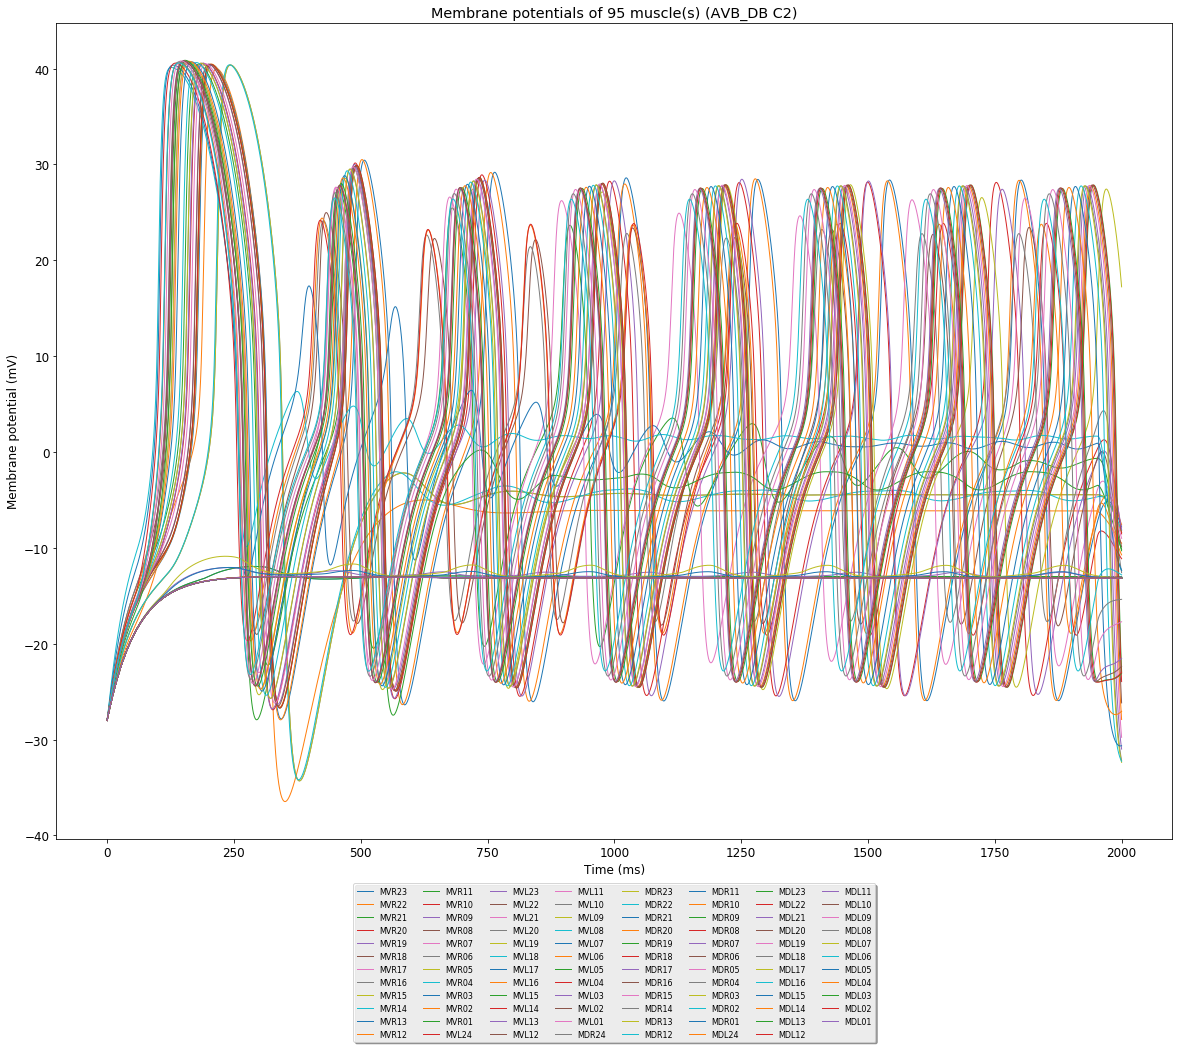 Membrane potentials of 95 muscle(s) (AVB_DB C2)
Membrane potential (mV)
40
30
20
10
0
−10
−20
−30
−40
0 250 500 750 1000 1250 1500 1750 2000
Time (ms)
MVR23 MVR11 MVL23 MVL11 MDR23 MDR11 MDL23 MDL11
MVR22 MVR10 MVL22 MVL10 MDR22 MDR10 MDL22 MDL10
MVR21 MVR09 MVL21 MVL09 MDR21 MDR09 MDL21 MDL09
MVR20 MVR08 MVL20 MVL08 MDR20 MDR08 MDL20 MDL08
MVR19 MVR07 MVL19 MVL07 MDR19 MDR07 MDL19 MDL07
MVR18 MVR06 MVL18 MVL06 MDR18 MDR06 MDL18 MDL06
MVR17 MVR05 MVL17 MVL05 MDR17 MDR05 MDL17 MDL05
MVR16 MVR04 MVL16 MVL04 MDR16 MDR04 MDL16 MDL04
MVR15 MVR03 MVL15 MVL03 MDR15 MDR03 MDL15 MDL03
MVR14 MVR02 MVL14 MVL02 MDR14 MDR02 MDL14 MDL02
MVR13 MVR01 MVL13 MVL01 MDR13 MDR01 MDL13 MDL01
MVR12 MVL24 MVL12 MDR24 MDR12 MDL24 MDL12